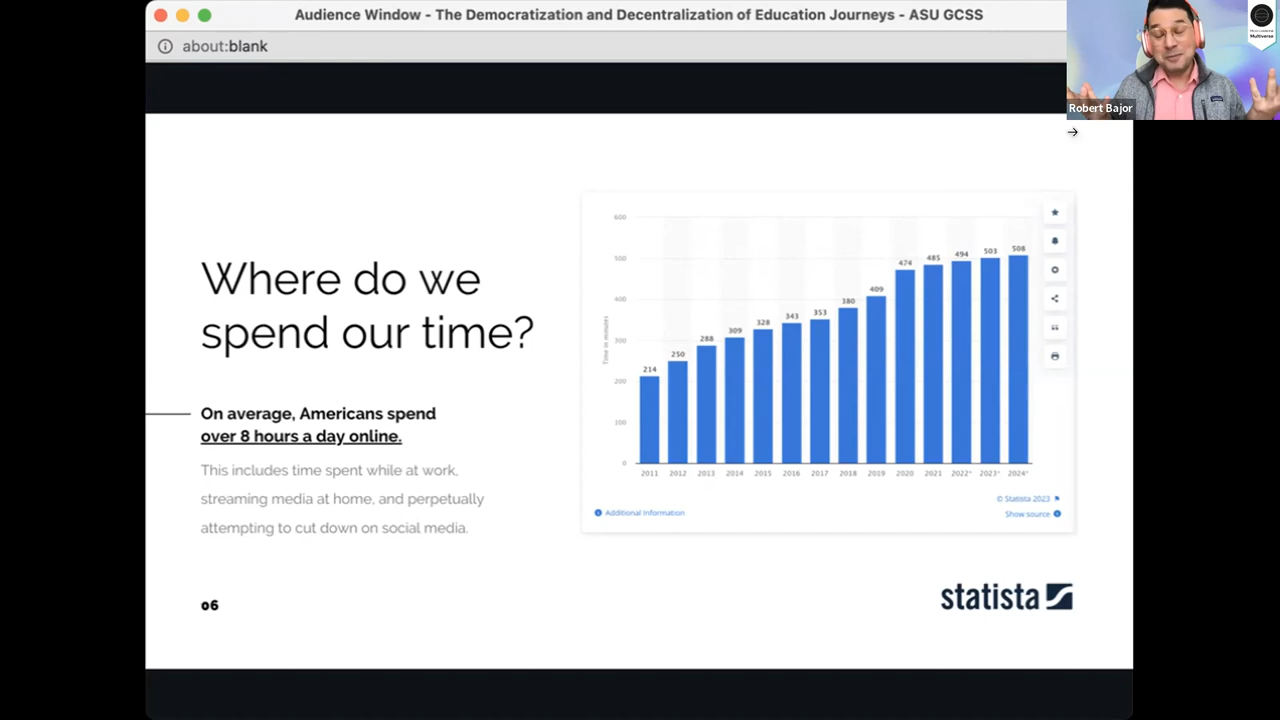 Audience Window - The Democratization and Decentralization of Education Journeys - ASU GCSS
about:blank
Multiverse
Robert Bajor
Where do we
spend our time?
On average, Americans spend
over 8 hours a day online.
This includes time spent while at work,
streaming media at home, and perpetually
attempting to cut down on social media.
06
Time in minutes
600
500
400
300
200
100
0
214
250
288
309
328
343
353
380
409
474
485
494
503
508
2011
2012
2013
2014
2015
2016
2017
2018
2019
2020
2021
2022*
2023*
2024*
© Statista 2023
Additional Information
Show source
statista